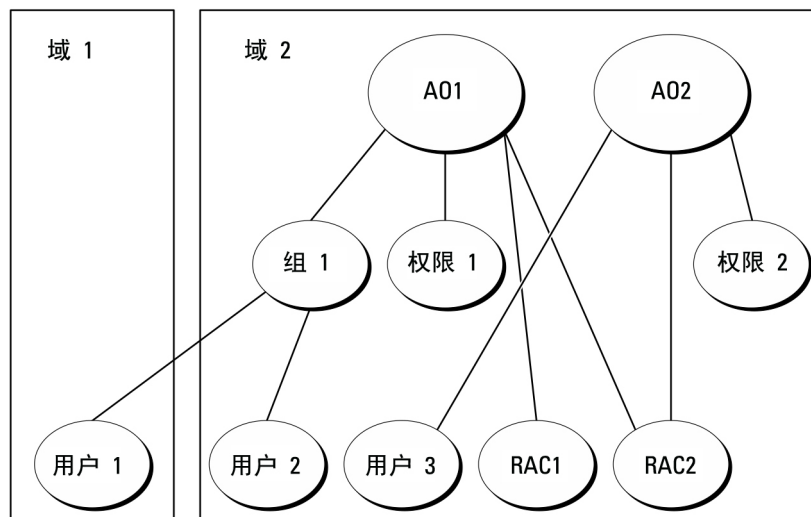 域 1
域 2
A01
A02
组 1
权限 1
权限 2
用户 1
用户 2
用户 3
RAC1
RAC2